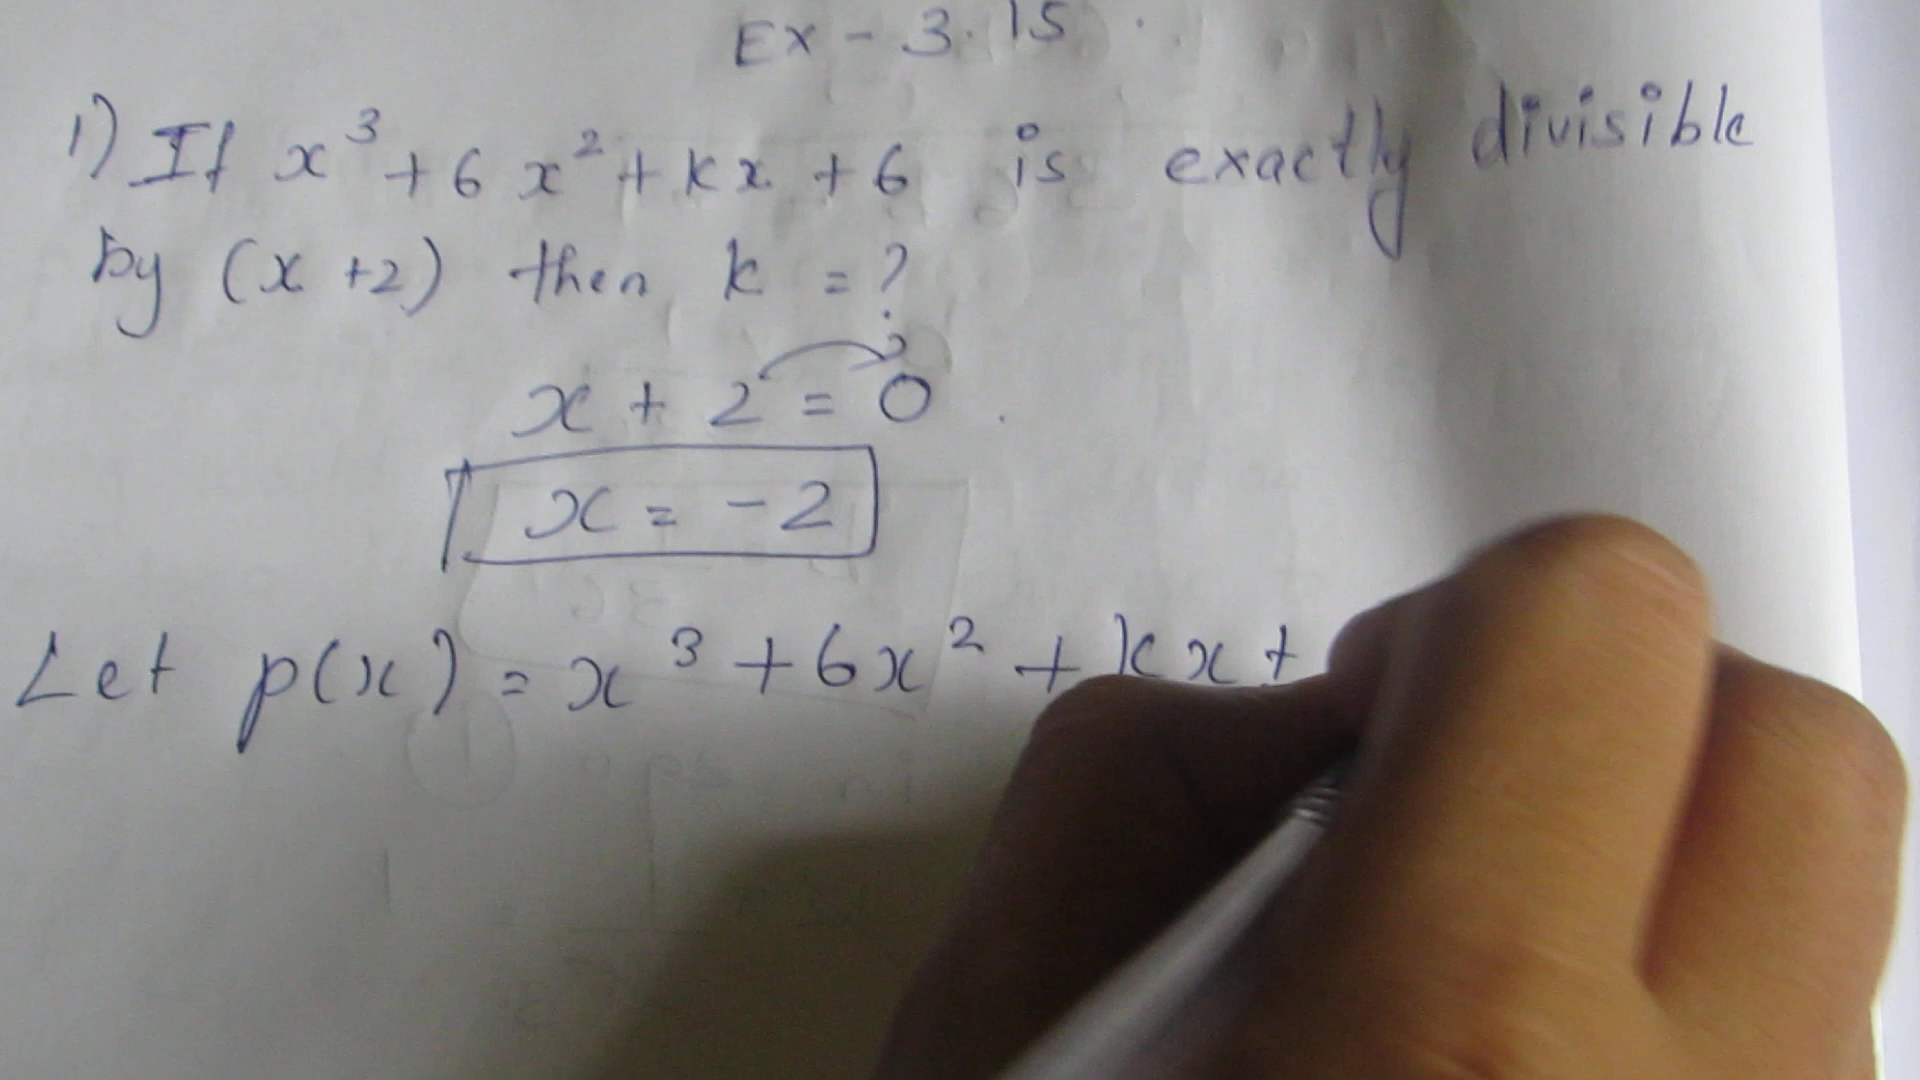 Ex - 3.15
1) If x³ + 6x² + kx + 6 is exactly divisible
by (x + 2) then k = ?
x + 2 = 0
x = -2
Let p(x) = x³ + 6x² + kx +